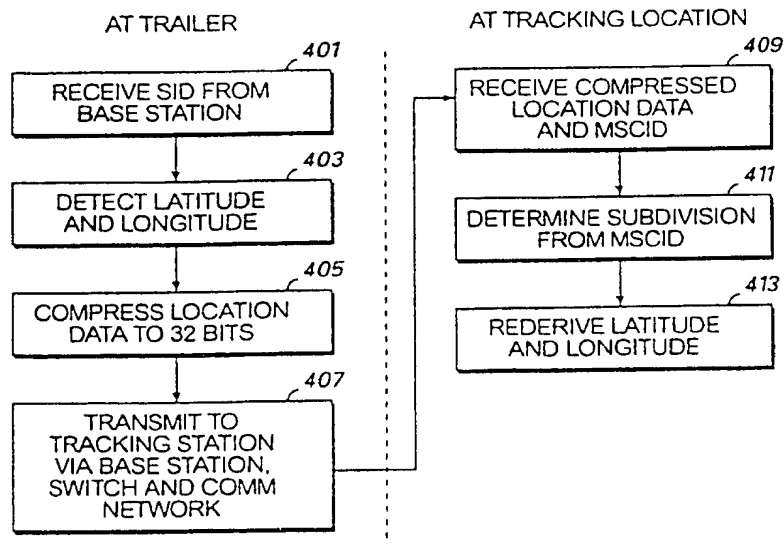 AT TRAILER
401
RECEIVE SID FROM
BASE STATION
403
DETECT LATITUDE
AND LONGITUDE
405
COMPRESS LOCATION
DATA TO 32 BITS
407
TRANSMIT TO
TRACKING STATION
VIA BASE STATION,
SWITCH AND COMM
NETWORK
AT TRACKING LOCATION
409
RECEIVE COMPRESSED
LOCATION DATA
AND MSCID
411
DETERMINE SUBDIVISION
FROM MSCID
413
REDERIVE LATITUDE
AND LONGITUDE